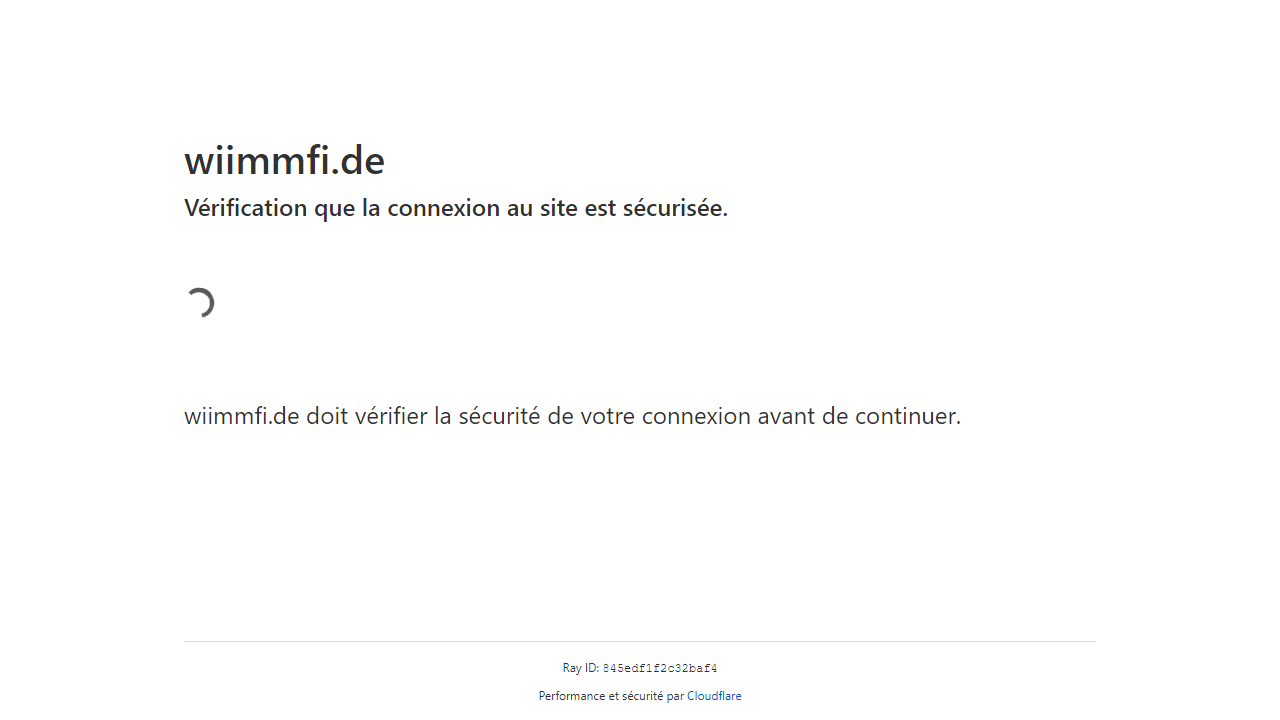 wiimmfi.de
Vérification que la connexion au site est sécurisée.
wiimmfi.de doit vérifier la sécurité de votre connexion avant de continuer.
Ray ID: 845edf1f2c32baf4
Performance et sécurité par Cloudflare